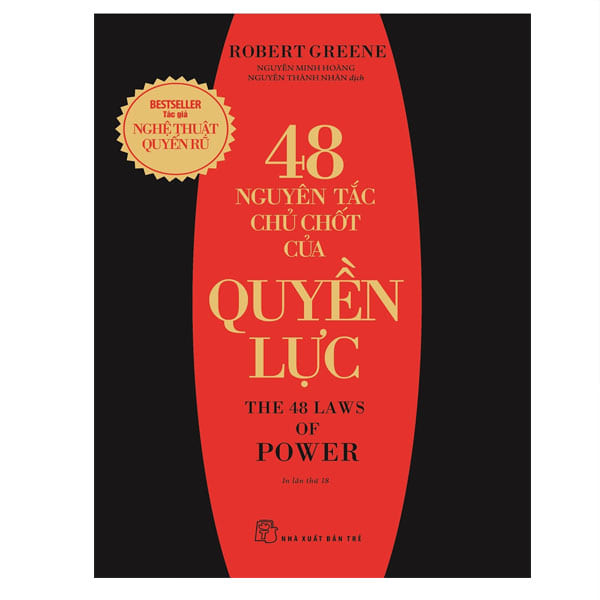 ROBERT GREENE
NGUYỄN MINH HOÀNG
NGUYỄN THÀNH NHÂN dịch
BESTSELLER
Tác giả
NGHỆ THUẬT
QUYẾN RŨ
48
NGUYÊN TẮC
CHỦ CHỐT
CỦA
QUYỀN
LỰC
THE 48 LAWS
OF
POWER
In lần thứ 18
NHÀ XUẤT BẢN TRẺ